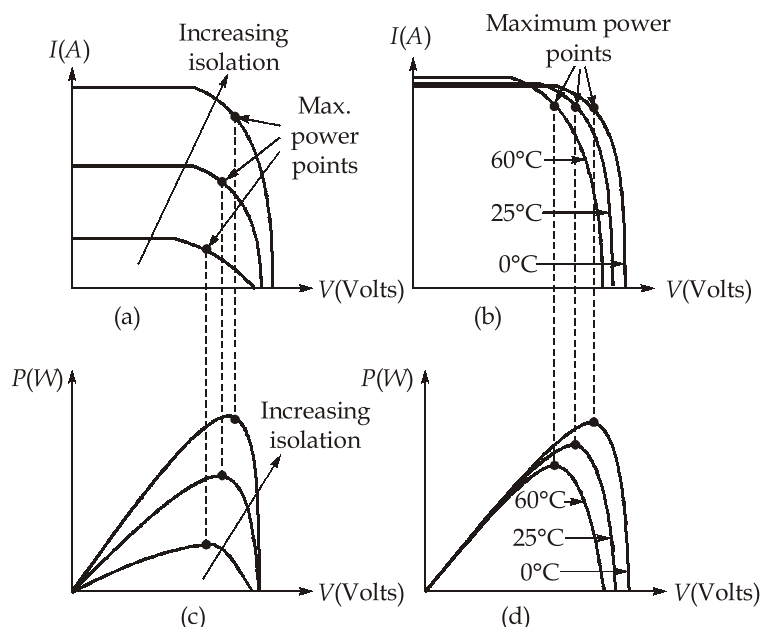 Increasing
isolation
I(A)
Max.
power
points
V(Volts)
(a)
Maximum power
points
I(A)
60°C
25°C
0°C
V(Volts)
(b)
P(W)
Increasing
isolation
V(Volts)
(c)
P(W)
60°C
25°C
0°C
V(Volts)
(d)